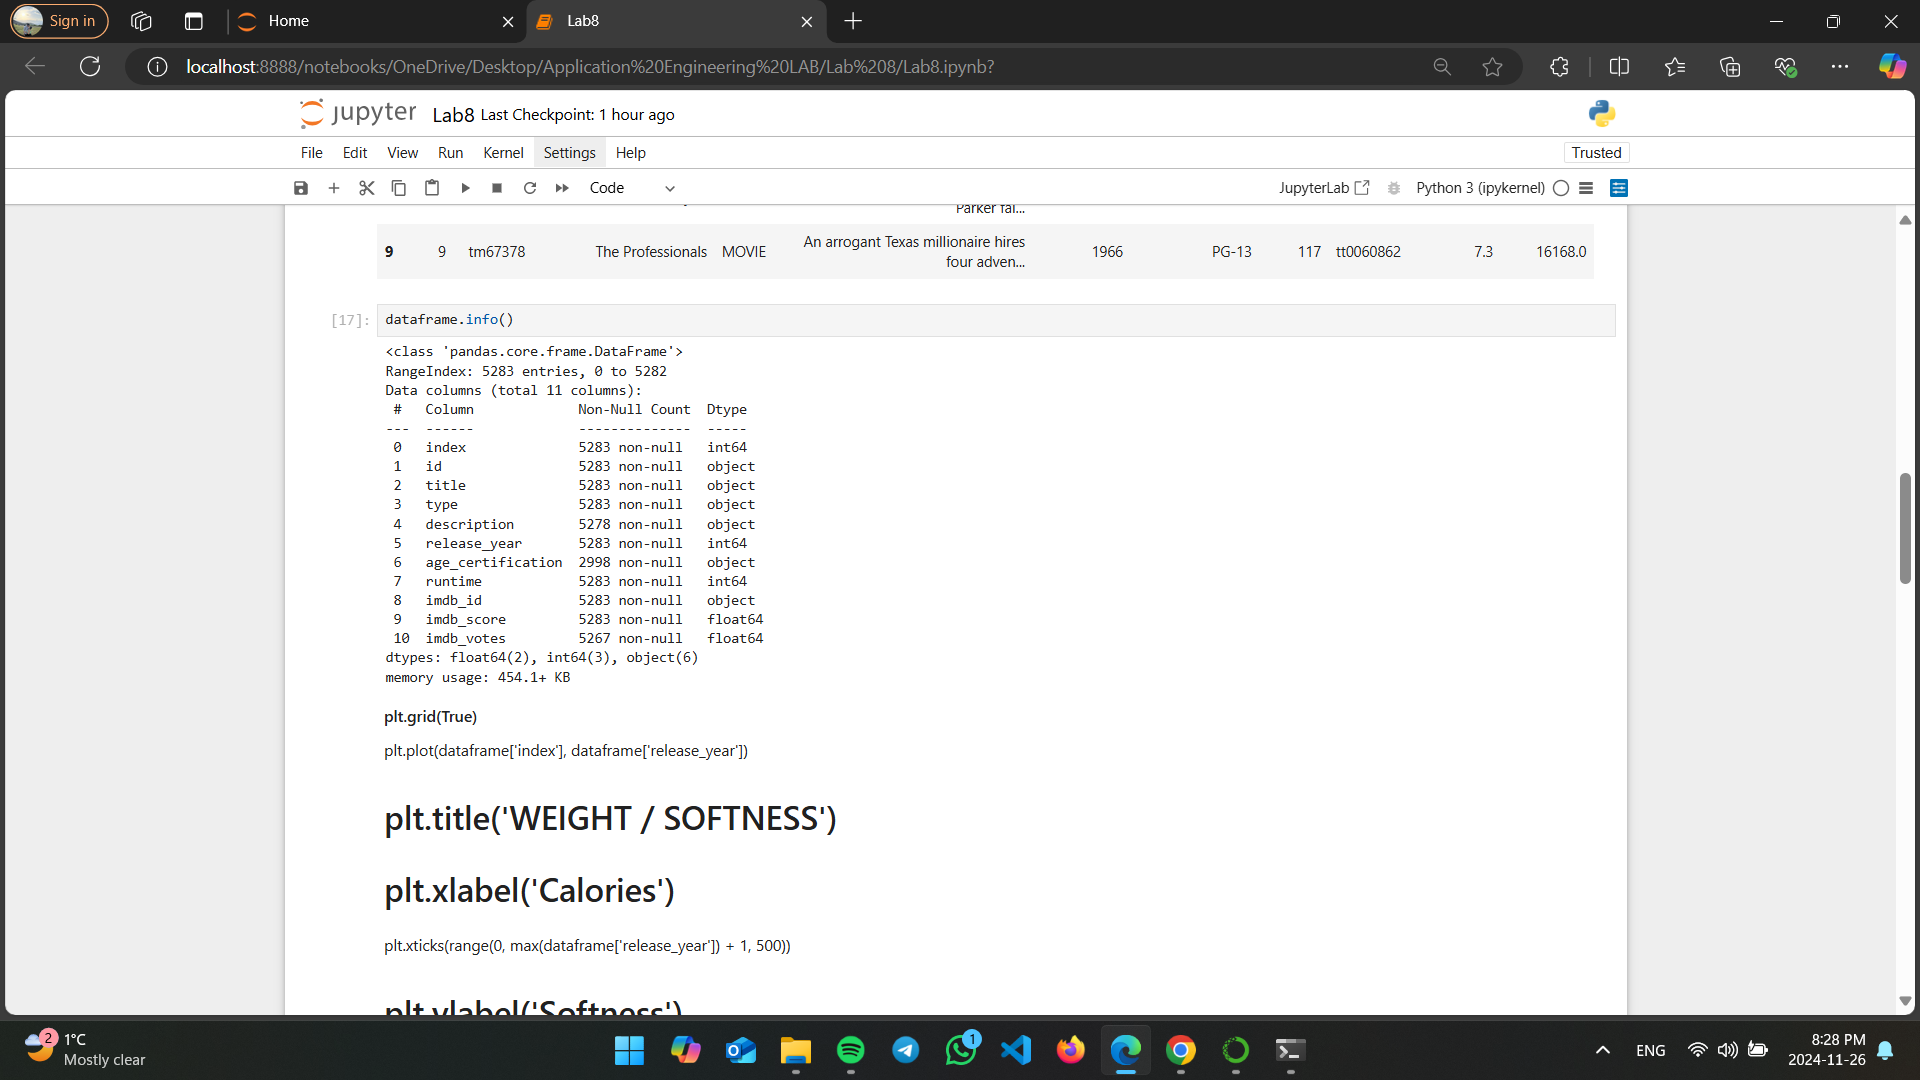 Sign in
Home
Lab8
localhost:8888/notebooks/OneDrive/Desktop/Application%20Engineering%20LAB/Lab%208/Lab8.ipynb?
jupyter Lab8 Last Checkpoint: 1 hour ago
File Edit View Run Kernel Settings Help Trusted
Code JupyterLab Python 3 (ipykernel)
Parker fal...
9 9 tm67378 The Professionals MOVIE An arrogant Texas millionaire hires four adven... 1966 PG-13 117 tt0060862 7.3 16168.0
[17]: dataframe.info()
<class 'pandas.core.frame.DataFrame'>
RangeIndex: 5283 entries, 0 to 5282
Data columns (total 11 columns):
# Column Non-Null Count Dtype
--- ------ -------------- -----
0 index 5283 non-null int64
1 id 5283 non-null object
2 title 5283 non-null object
3 type 5283 non-null object
4 description 5278 non-null object
5 release_year 5283 non-null int64
6 age_certification 2998 non-null object
7 runtime 5283 non-null int64
8 imdb_id 5283 non-null object
9 imdb_score 5283 non-null float64
10 imdb_votes 5267 non-null float64
dtypes: float64(2), int64(3), object(6)
memory usage: 454.1+ KB
plt.grid(True)
plt.plot(dataframe['index'], dataframe['release_year'])
plt.title('WEIGHT / SOFTNESS')
plt.xlabel('Calories')
plt.xticks(range(0, max(dataframe['release_year']) + 1, 500))
plt.ylabel('Softness')
2
1°C
Mostly clear
1
ENG
8:28 PM
2024-11-26